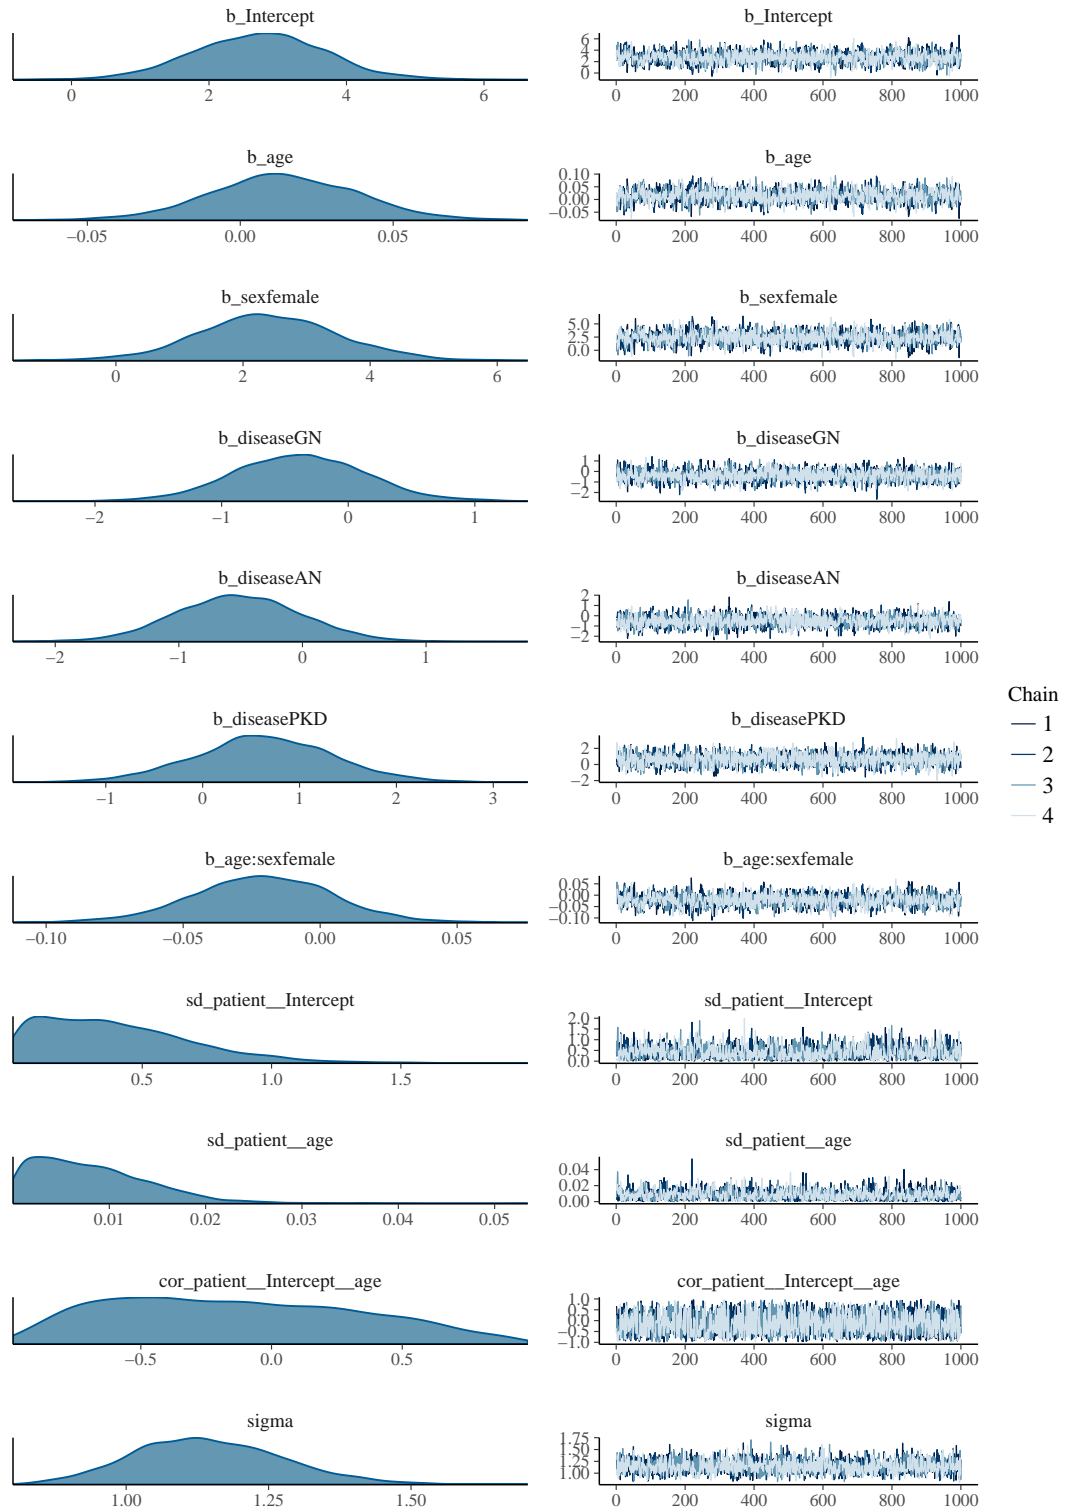 b_Intercept b_Intercept
6
4
2
0
0 2 4 6 0 200 400 600 800 1000
b_age b_age
0.10
0.05
0.00
−0.05
−0.05 0.00 0.05 0 200 400 600 800 1000
b_sexfemale b_sexfemale
5.0
2.5
0.0
0 2 4 6 0 200 400 600 800 1000
b_diseaseGN b_diseaseGN
1
0
−1
−2
−2 −1 0 1 0 200 400 600 800 1000
b_diseaseAN b_diseaseAN
2
1
0
−1
−2
−2 −1 0 1 0 200 400 600 800 1000
Chain
1
2
3
4
b_diseasePKD b_diseasePKD
2
0
−2
−1 0 1 2 3 0 200 400 600 800 1000
b_age:sexfemale b_age:sexfemale
0.05
0.00
−0.05
−0.10
−0.10 −0.05 0.00 0.05 0 200 400 600 800 1000
sd_patient__Intercept sd_patient__Intercept
2.0
1.5
1.0
0.5
0.0
0.5 1.0 1.5 0 200 400 600 800 1000
sd_patient__age sd_patient__age
0.04
0.02
0.00
0.01 0.02 0.03 0.04 0.05 0 200 400 600 800 1000
cor_patient__Intercept__age cor_patient__Intercept__age
1.0
0.5
0.0
−0.5
−1.0
−0.5 0.0 0.5 0 200 400 600 800 1000
sigma sigma
1.75
1.50
1.25
1.00
1.00 1.25 1.50 0 200 400 600 800 1000